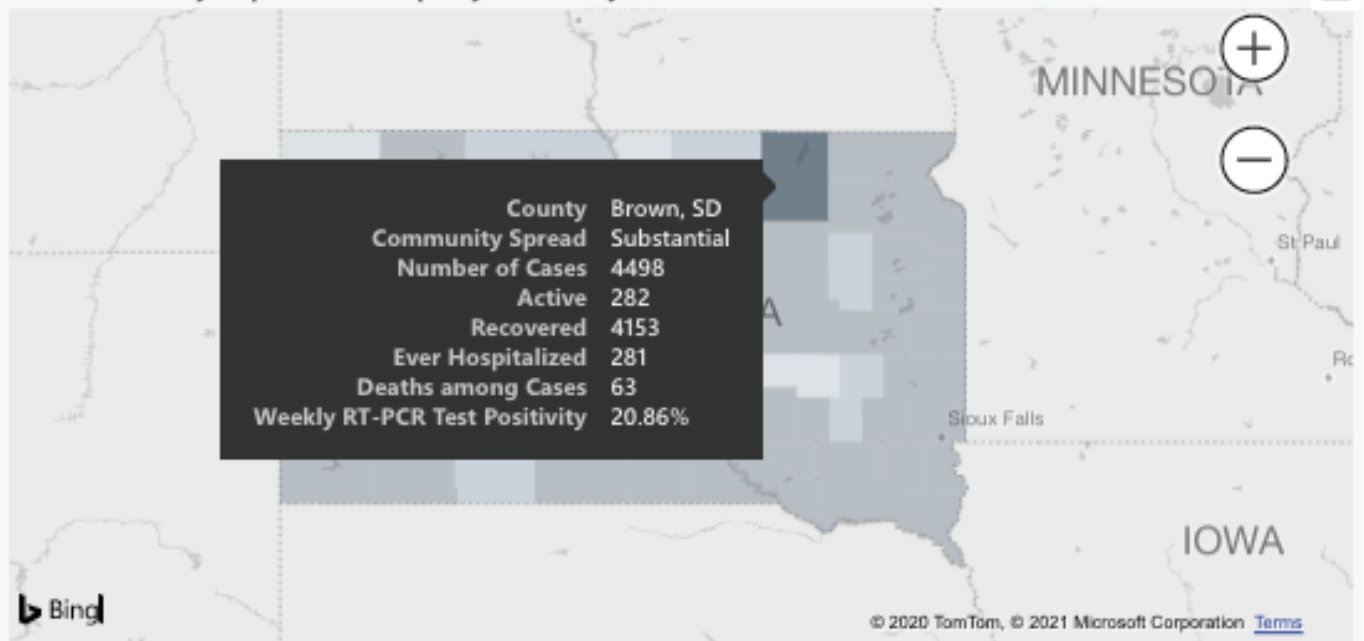 MINNESOTA
County Brown, SD
Community Spread Substantial
Number of Cases 4498
St Paul
Active 282
A
Recovered 4153
Ever Hospitalized 281
Deaths among Cases 63
Weekly RT-PCR Test Positivity 20.86%
Sioux Falls
IOWA
Bing
© 2020 TomTom, © 2021 Microsoft Corporation Terms